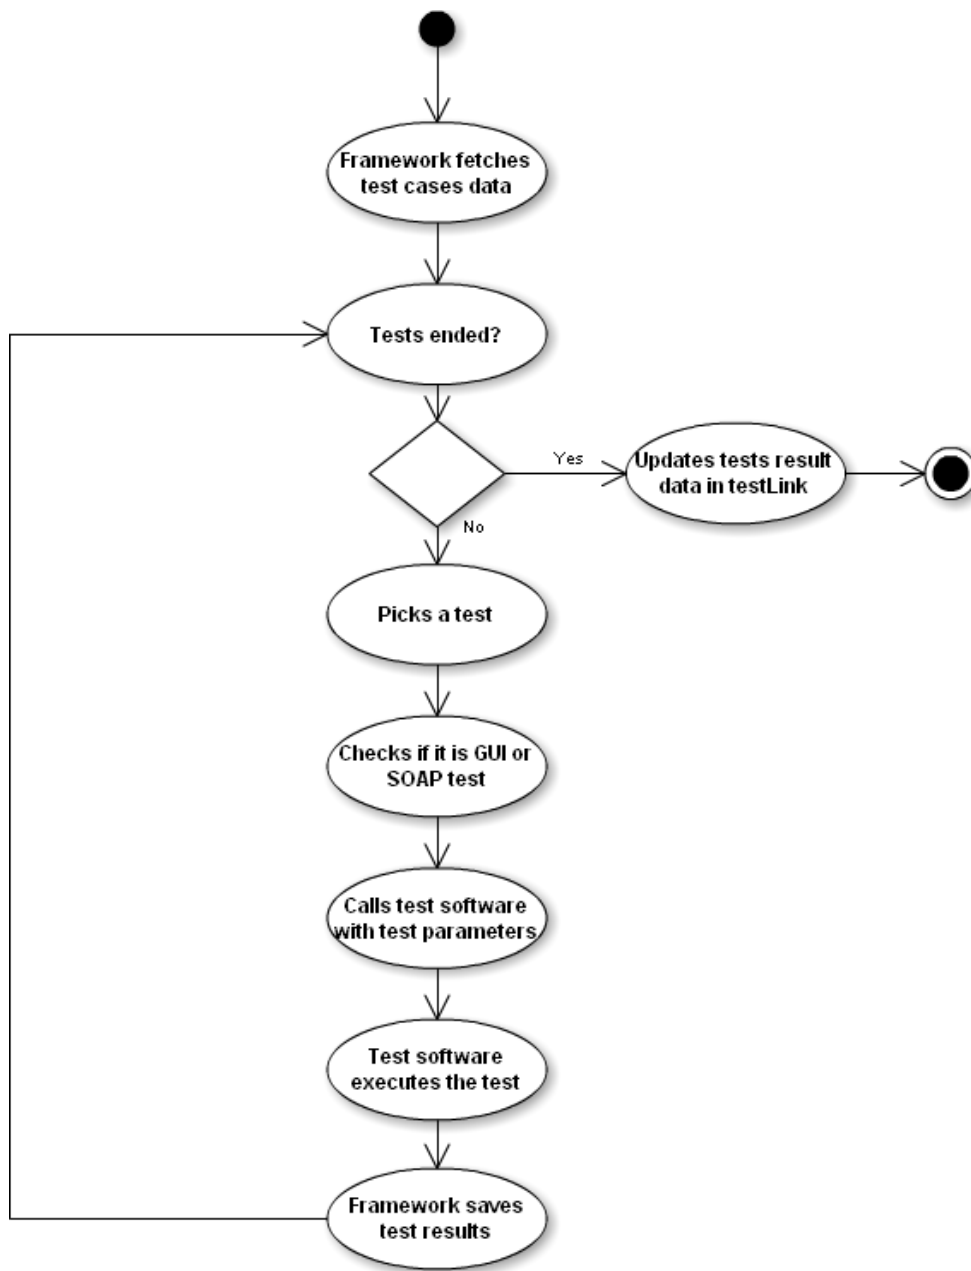 Framework fetches
test cases data
Tests ended?
Yes
Updates tests result
data in testLink
No
Picks a test
Checks if it is GUI or
SOAP test
Calls test software
with test parameters
Test software
executes the test
Framework saves
test results